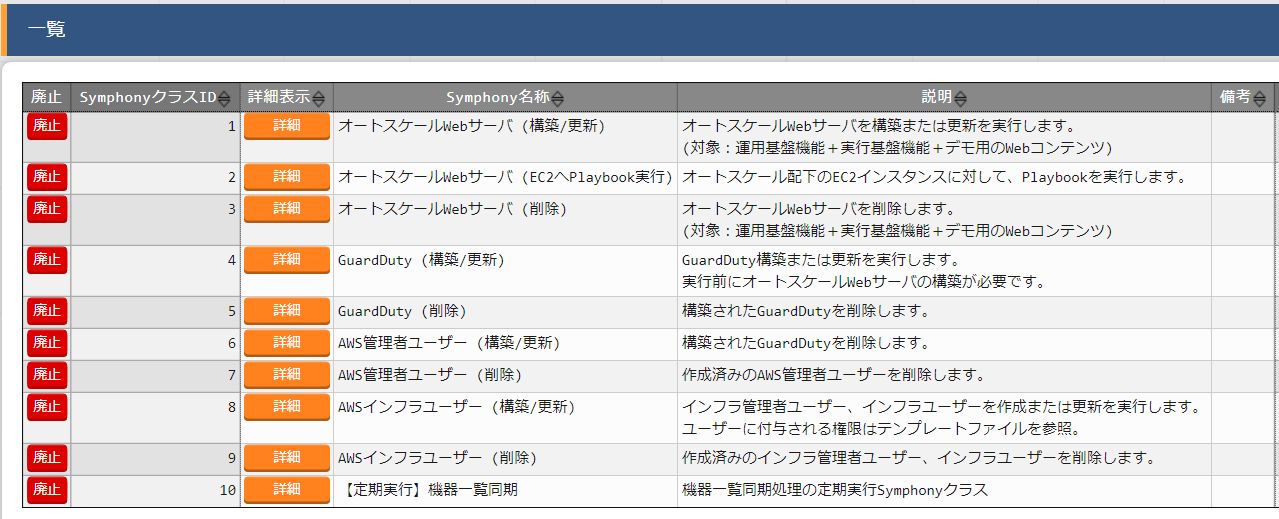 一覧
廃止 SymphonyクラスID 詳細表示 Symphony名称 説明 備考
廃止 1 詳細 オートスケールWebサーバ (構築/更新) オートスケールWebサーバを構築または更新を実行します。
(対象：運用基盤機能＋実行基盤機能＋デモ用のWebコンテンツ)
廃止 2 詳細 オートスケールWebサーバ (EC2へPlaybook実行) オートスケール配下のEC2インスタンスに対して、Playbookを実行します。
廃止 3 詳細 オートスケールWebサーバ (削除) オートスケールWebサーバを削除します。
(対象：運用基盤機能＋実行基盤機能＋デモ用のWebコンテンツ)
廃止 4 詳細 GuardDuty (構築/更新) GuardDuty構築または更新を実行します。
実行前にオートスケールWebサーバの構築が必要です。
廃止 5 詳細 GuardDuty (削除) 構築されたGuardDutyを削除します。
廃止 6 詳細 AWS管理者ユーザー (構築/更新) 構築されたGuardDutyを削除します。
廃止 7 詳細 AWS管理者ユーザー (削除) 作成済みのAWS管理者ユーザーを削除します。
廃止 8 詳細 AWSインフラユーザー (構築/更新) インフラ管理者ユーザー、インフラユーザーを作成または更新を実行します。
ユーザーに付与される権限はテンプレートファイルを参照。
廃止 9 詳細 AWSインフラユーザー (削除) 作成済みのインフラ管理者ユーザー、インフラユーザーを削除します。
廃止 10 詳細 【定期実行】機器一覧同期 機器一覧同期処理の定期実行Symphonyクラス